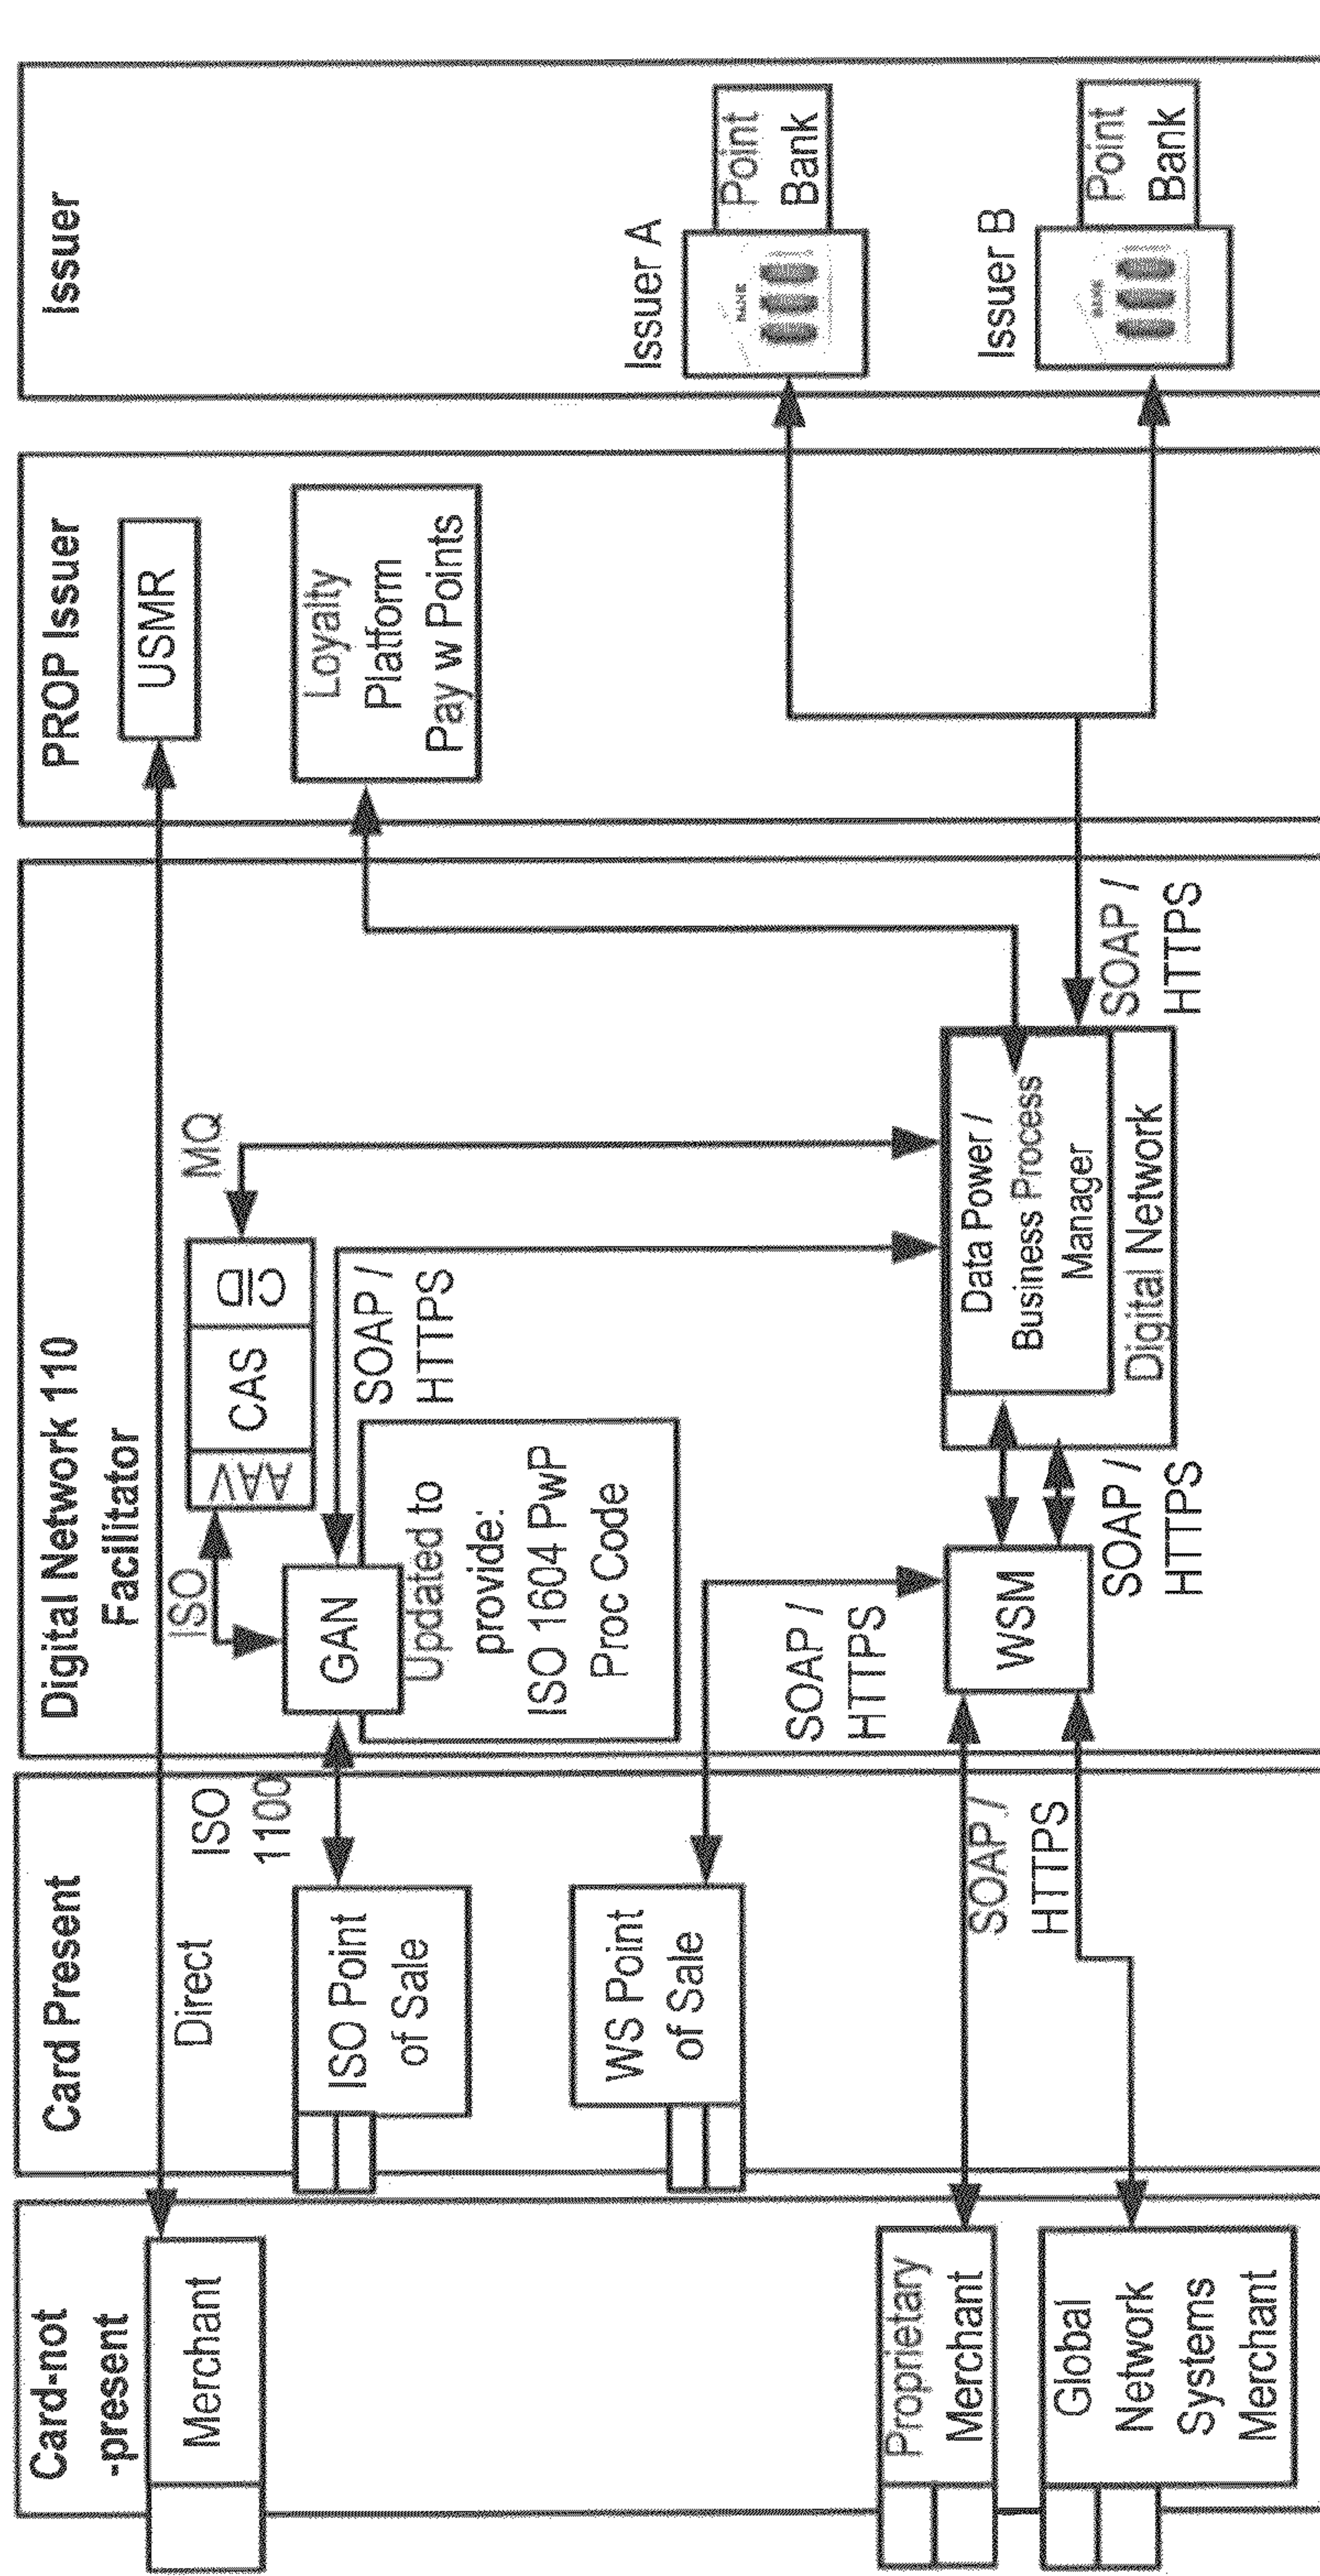 Card-not
-present
Merchant
Proprietary
Merchant
Global
Network
Systems
Merchant
Card Present
Direct
ISO
1100
ISO Point
of Sale
WS Point
of Sale
SOAP /
HTTPS
Digital Network 110
Facilitator
ISO
AAV
CAS
CID
MQ
GAN
SOAP /
HTTPS
Updated to
provide:
ISO 1604 PwP
Proc Code
SOAP /
HTTPS
WSM
SOAP /
HTTPS
Data Power /
Business Process
Manager
Digital Network
SOAP /
HTTPS
PROP Issuer
USMR
Loyalty
Platform
Pay w Points
Issuer
Issuer A
BANK
Point
Bank
Issuer B
BANK
Point
Bank